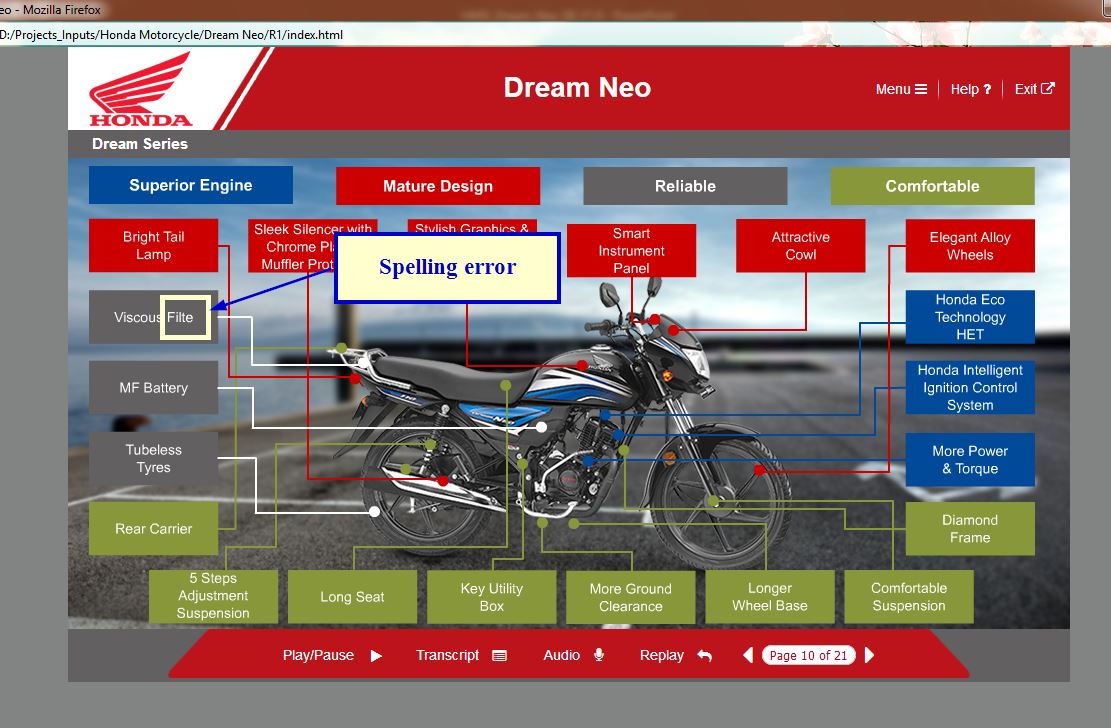 eo - Mozilla Firefox
D:/Projects_Inputs/Honda Motorcycle/Dream Neo/R1/index.html
HONDA
Dream Neo
Menu
Help ?
Exit
Dream Series
Superior Engine
Mature Design
Reliable
Comfortable
Bright Tail
Lamp
Sleek Silencer with
Chrome Pla
Muffler Prot
Stylish Graphics &
Smart
Instrument
Panel
Attractive
Cowl
Elegant Alloy
Wheels
Spelling error
Viscous Filte
Honda Eco
Technology
HET
MF Battery
Honda Intelligent
Ignition Control
System
Tubeless
Tyres
More Power
& Torque
Rear Carrier
Diamond
Frame
5 Steps
Adjustment
Suspension
Long Seat
Key Utility
Box
More Ground
Clearance
Longer
Wheel Base
Comfortable
Suspension
Play/Pause
Transcript
Audio
Replay
Page 10 of 21